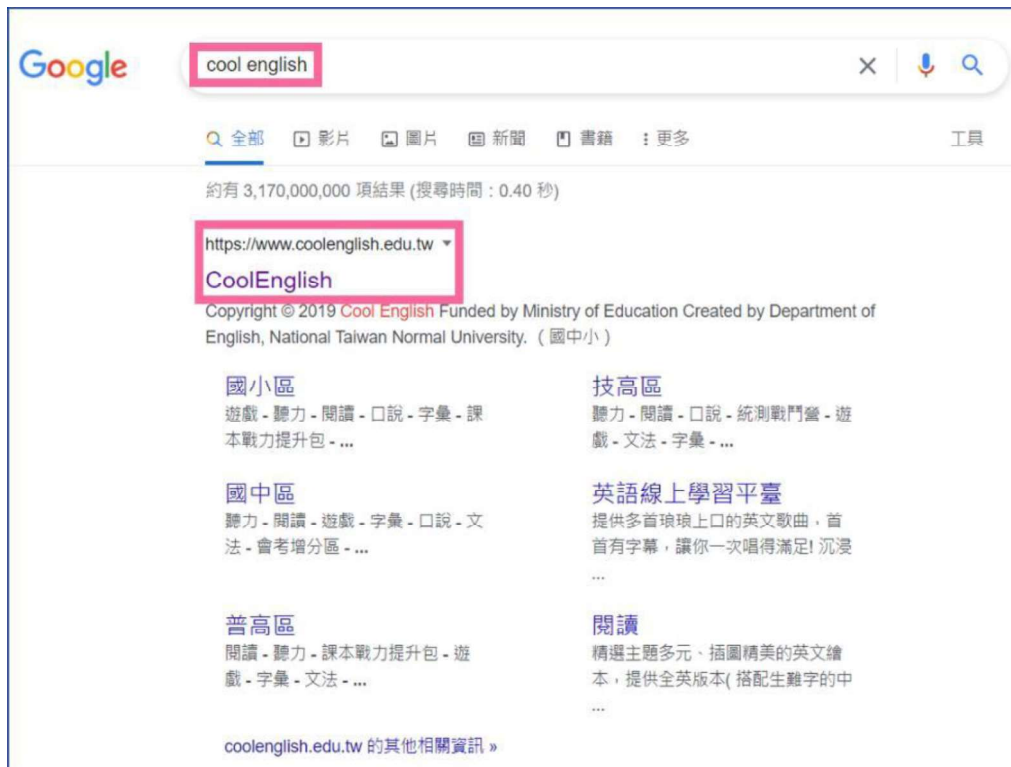 Google
cool english
全部 影片 圖片 新聞 書籍 更多 工具
約有 3,170,000,000 項結果 (搜尋時間：0.40 秒)
https://www.coolenglish.edu.tw
CoolEnglish
Copyright © 2019 Cool English Funded by Ministry of Education Created by Department of
English, National Taiwan Normal University. （國中小）
國小區
遊戲 - 聽力 - 閱讀 - 口說 - 字彙 - 課
本戰力提升包 - ...
技高區
聽力 - 閱讀 - 口說 - 統測戰鬥營 - 遊
戲 - 文法 - 字彙 - ...
國中區
聽力 - 閱讀 - 遊戲 - 字彙 - 口說 - 文
法 - 會考增分區 - ...
英語線上學習平臺
提供多首琅琅上口的英文歌曲，首
首有字幕，讓你一次唱得滿足! 沉浸
...
普高區
閱讀 - 聽力 - 課本戰力提升包 - 遊
戲 - 字彙 - 文法 - ...
閱讀
精選主題多元、插圖精美的英文繪
本，提供全英版本( 搭配生難字的中
...
coolenglish.edu.tw 的其他相關資訊 »